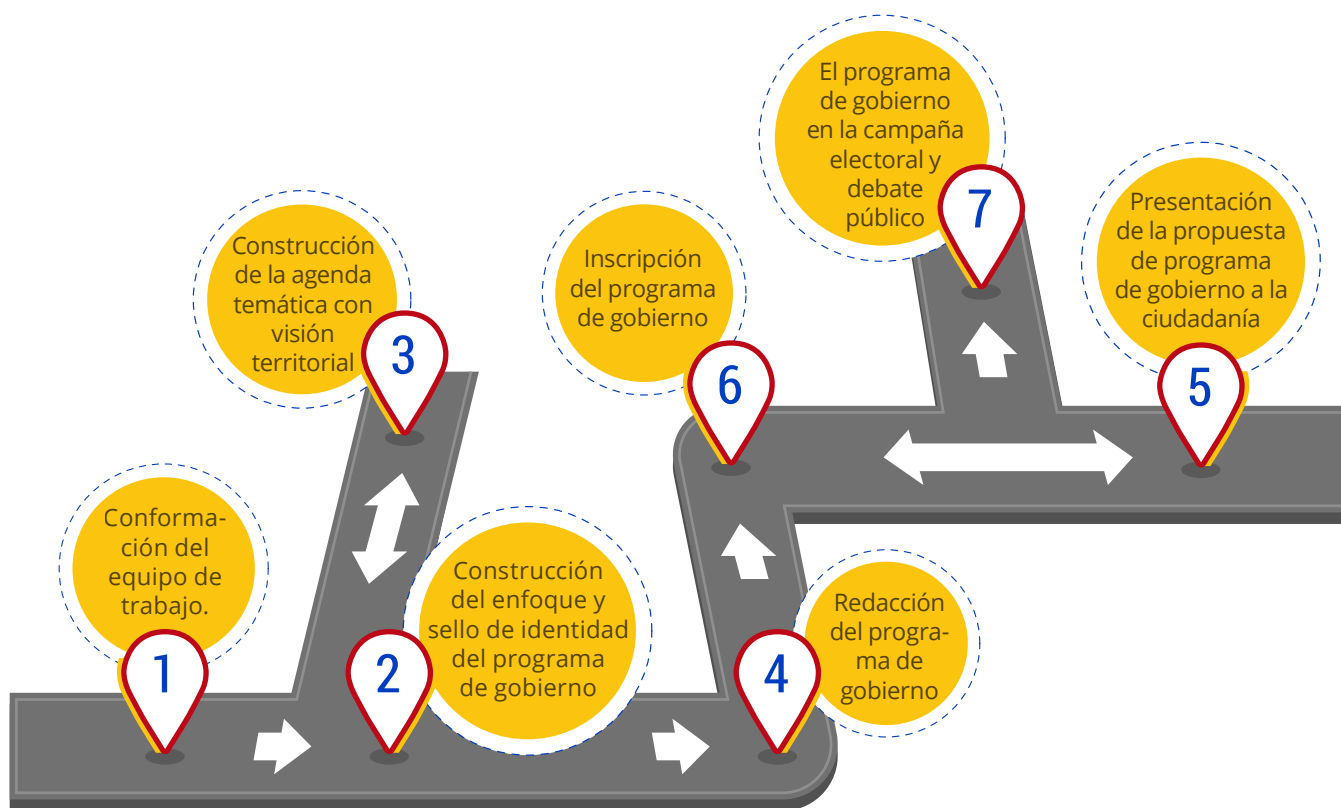 Conforma-
ción del
equipo de
trabajo.
1
Construcción
del enfoque y
sello de identidad
del programa
de gobierno
2
Construcción
de la agenda
temática con
visión
territorial
3
Redacción
del progra-
ma de
gobierno
4
Presentación
de la propuesta
de programa
de gobierno a la
ciudadanía
5
Inscripción
del programa
de gobierno
6
El programa
de gobierno
en la campaña
electoral y
debate
público
7